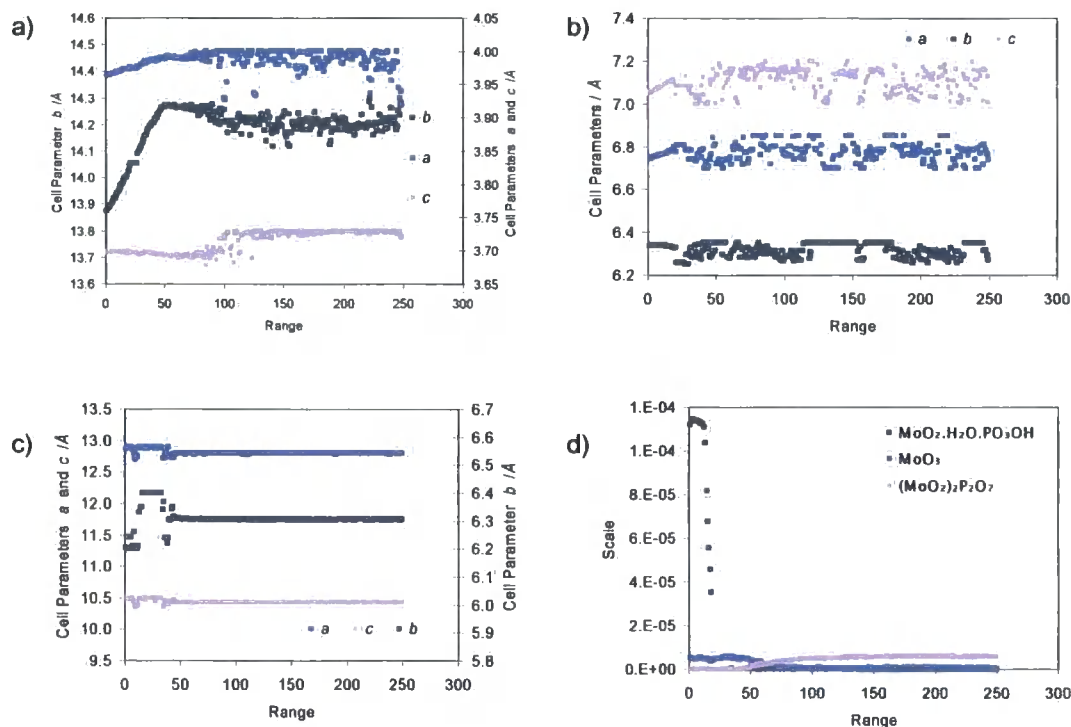 a)
Cell Parameter b /Å
14.6
14.5
14.4
14.3
14.2
14.1
14.0
13.9
13.8
13.7
13.6
4.05
4.00
3.95
3.90
3.85
3.80
3.75
3.70
3.65
Cell Parameters a and c /Å
b
a
c
0 50 100 150 200 250 300
Range
b)
Cell Parameters / Å
7.4
7.2
7.0
6.8
6.6
6.4
6.2
a b c
0 50 100 150 200 250 300
Range
c)
Cell Parameters a and c /Å
13.5
13.0
12.5
12.0
11.5
11.0
10.5
10.0
9.5
6.7
6.6
6.5
6.4
6.3
6.2
6.1
6.0
5.9
5.8
Cell Parameter b /Å
a c b
0 50 100 150 200 250 300
Range
d)
Scale
1.E-04
1.E-04
8.E-05
6.E-05
4.E-05
2.E-05
0.E+00
MoO₂.H₂O.PO₃OH
MoO₃
(MoO₂)₂P₂O₇
0 50 100 150 200 250 300
Range